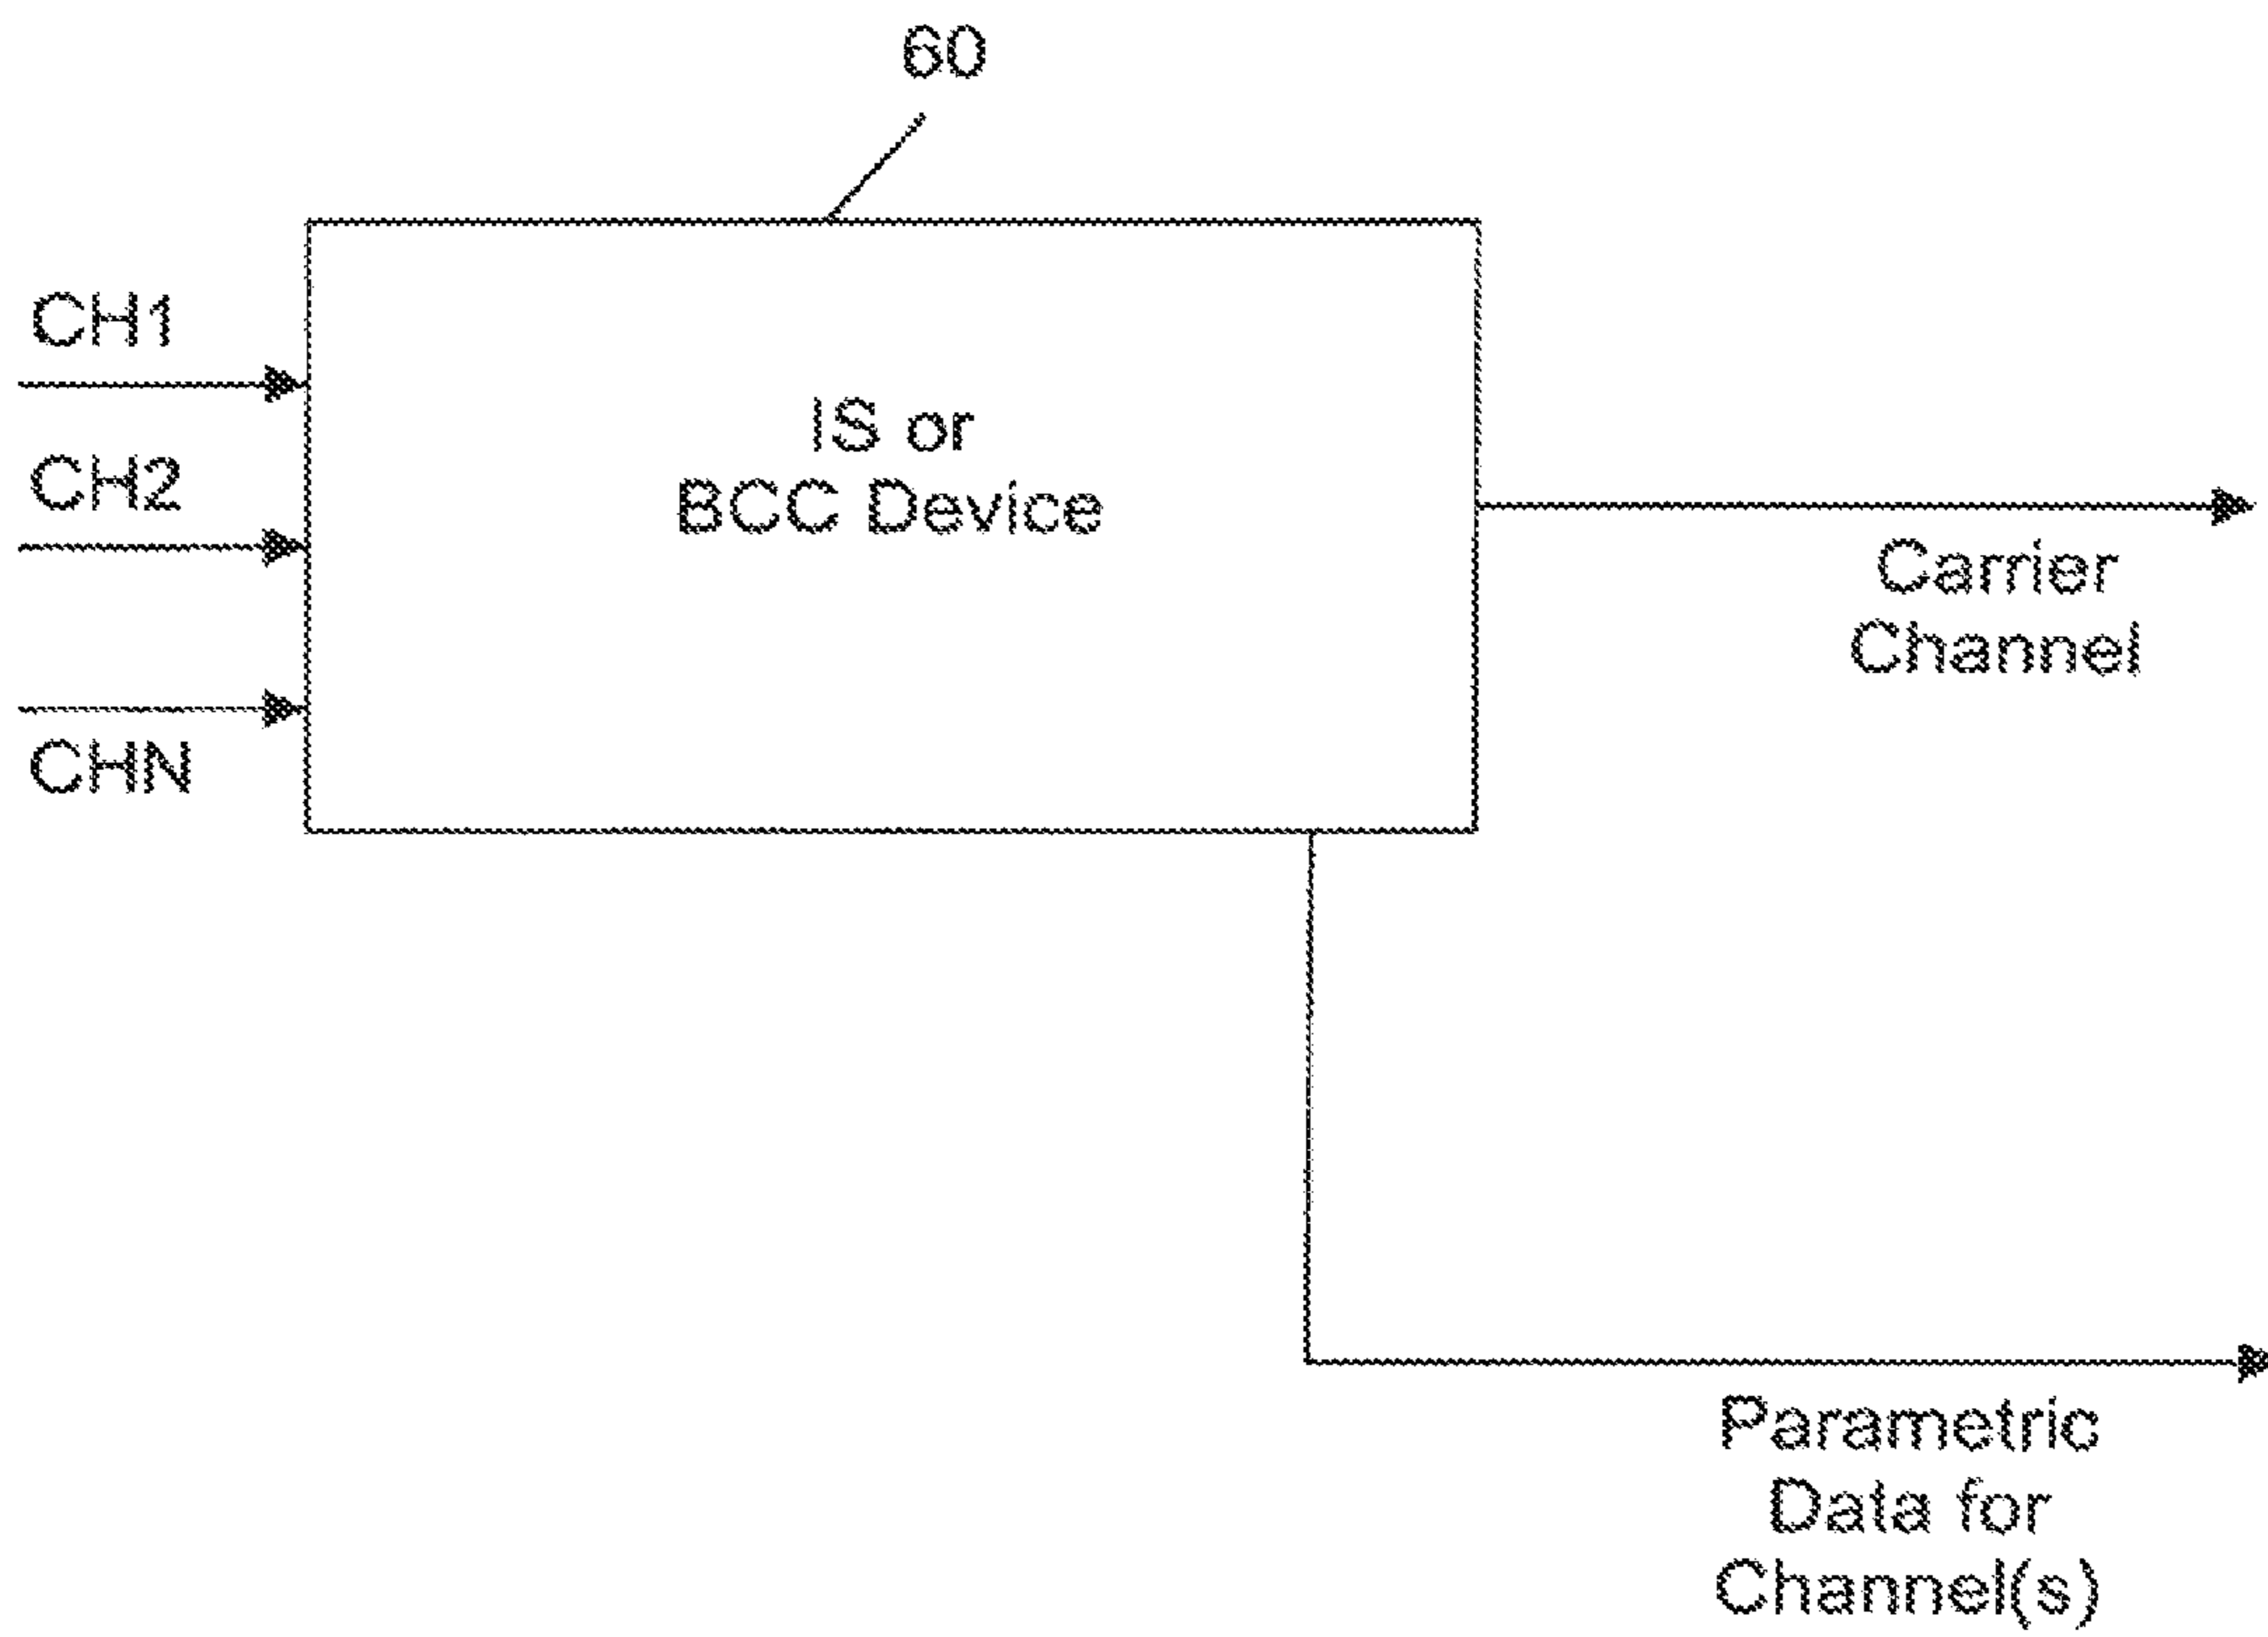 60
CH1
CH2
CHN
IS or
BCC Device
Carrier
Channel
Parametric
Data for
Channel(s)